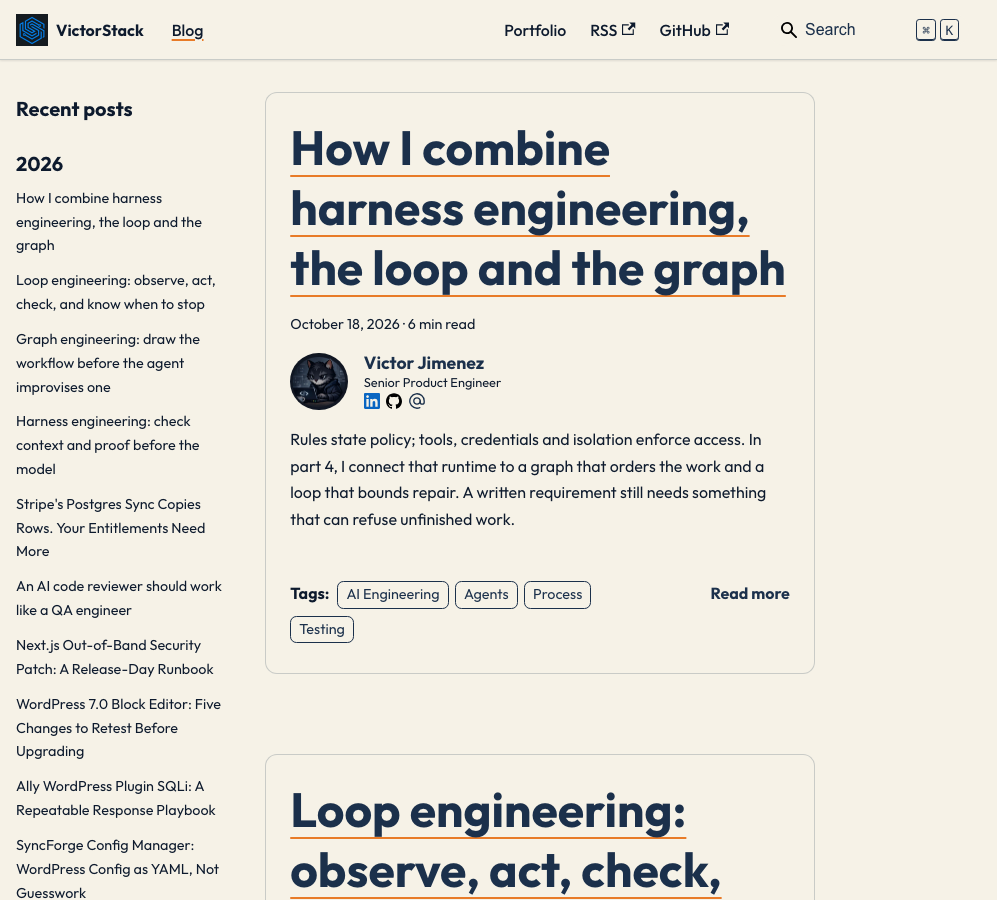 VictorStack
Blog
Portfolio
RSS
GitHub
Search
⌘ K
Recent posts
2026
How I combine harness
engineering, the loop and the
graph
Loop engineering: observe, act,
check, and know when to stop
Graph engineering: draw the
workflow before the agent
improvises one
Harness engineering: check
context and proof before the
model
Stripe's Postgres Sync Copies
Rows. Your Entitlements Need
More
An AI code reviewer should work
like a QA engineer
Next.js Out-of-Band Security
Patch: A Release-Day Runbook
WordPress 7.0 Block Editor: Five
Changes to Retest Before
Upgrading
Ally WordPress Plugin SQLi: A
Repeatable Response Playbook
SyncForge Config Manager:
WordPress Config as YAML, Not
Guesswork
How I combine
harness engineering,
the loop and the graph
October 18, 2026 · 6 min read
Victor Jimenez
Senior Product Engineer
Rules state policy; tools, credentials and isolation enforce access. In
part 4, I connect that runtime to a graph that orders the work and a
loop that bounds repair. A written requirement still needs something
that can refuse unfinished work.
Tags: AI Engineering Agents Process
Testing
Read more
Loop engineering:
observe, act, check,